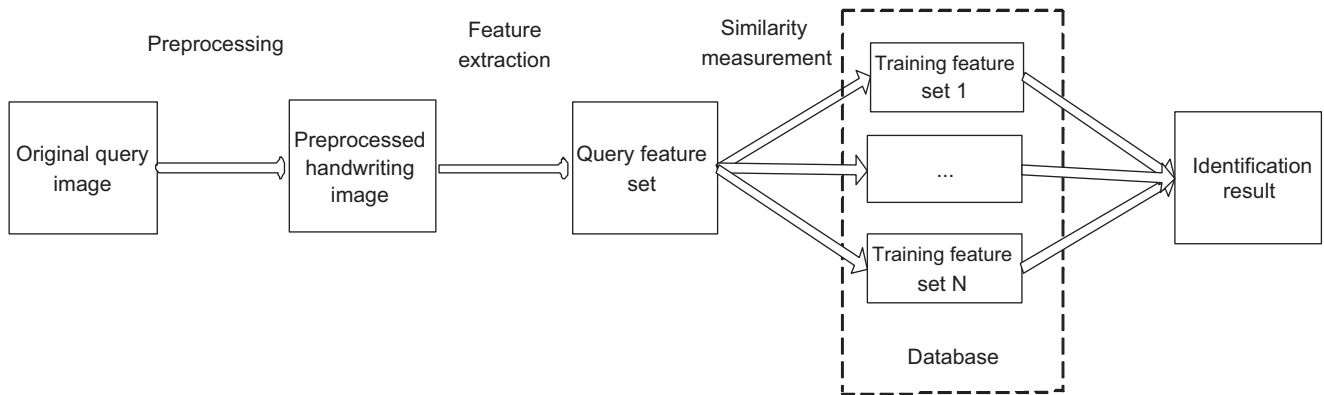 Preprocessing
Feature
extraction
Similarity
measurement
Original query
image
Preprocessed
handwriting
image
Query feature
set
Training feature
set 1
...
Training feature
set N
Database
Identification
result